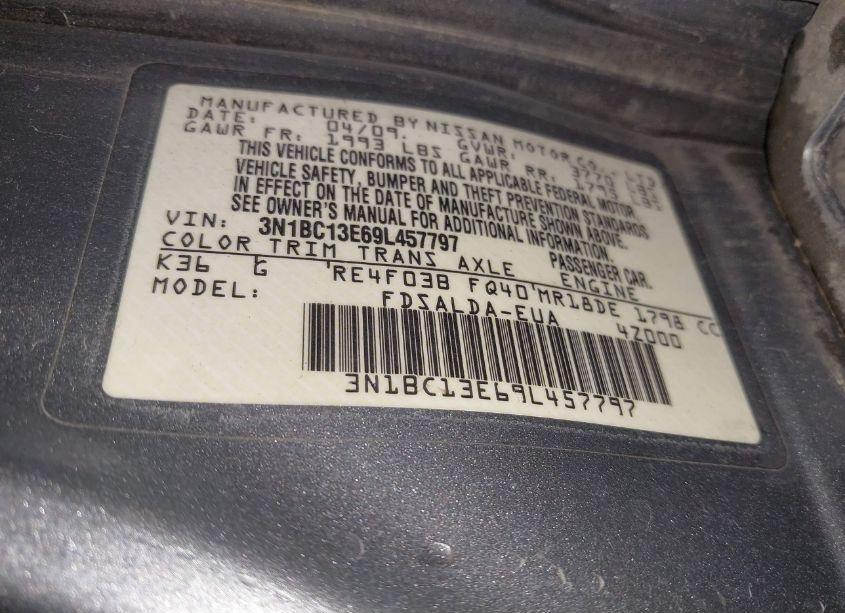 MANUFACTURED BY NISSAN MOTOR CO., LTD
DATE: 04/09. GVWR: LBS
GAWR FR: 1993 LBS GAWR RR: 1793 LBS
THIS VEHICLE CONFORMS TO ALL APPLICABLE FEDERAL MOTOR
VEHICLE SAFETY, BUMPER AND THEFT PREVENTION STANDARDS
IN EFFECT ON THE DATE OF MANUFACTURE SHOWN ABOVE.
SEE OWNER'S MANUAL FOR ADDITIONAL INFORMATION.
VIN: 3N1BC13E69L457797 PASSENGER CAR.
COLOR TRIM TRANS AXLE ENGINE
K36 G RE4F03B FQ40 MR18DE 1798 CC
MODEL: FDSALDA-EUA 4Z000
3N1BC13E69L457797